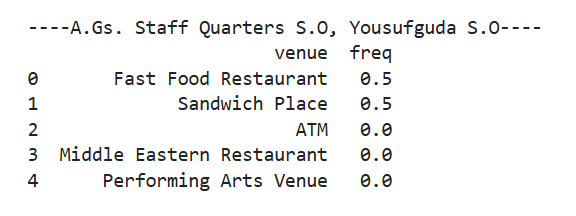 ----A.Gs. Staff Quarters S.O, Yousufguda S.O----
venue freq
0 Fast Food Restaurant 0.5
1 Sandwich Place 0.5
2 ATM 0.0
3 Middle Eastern Restaurant 0.0
4 Performing Arts Venue 0.0